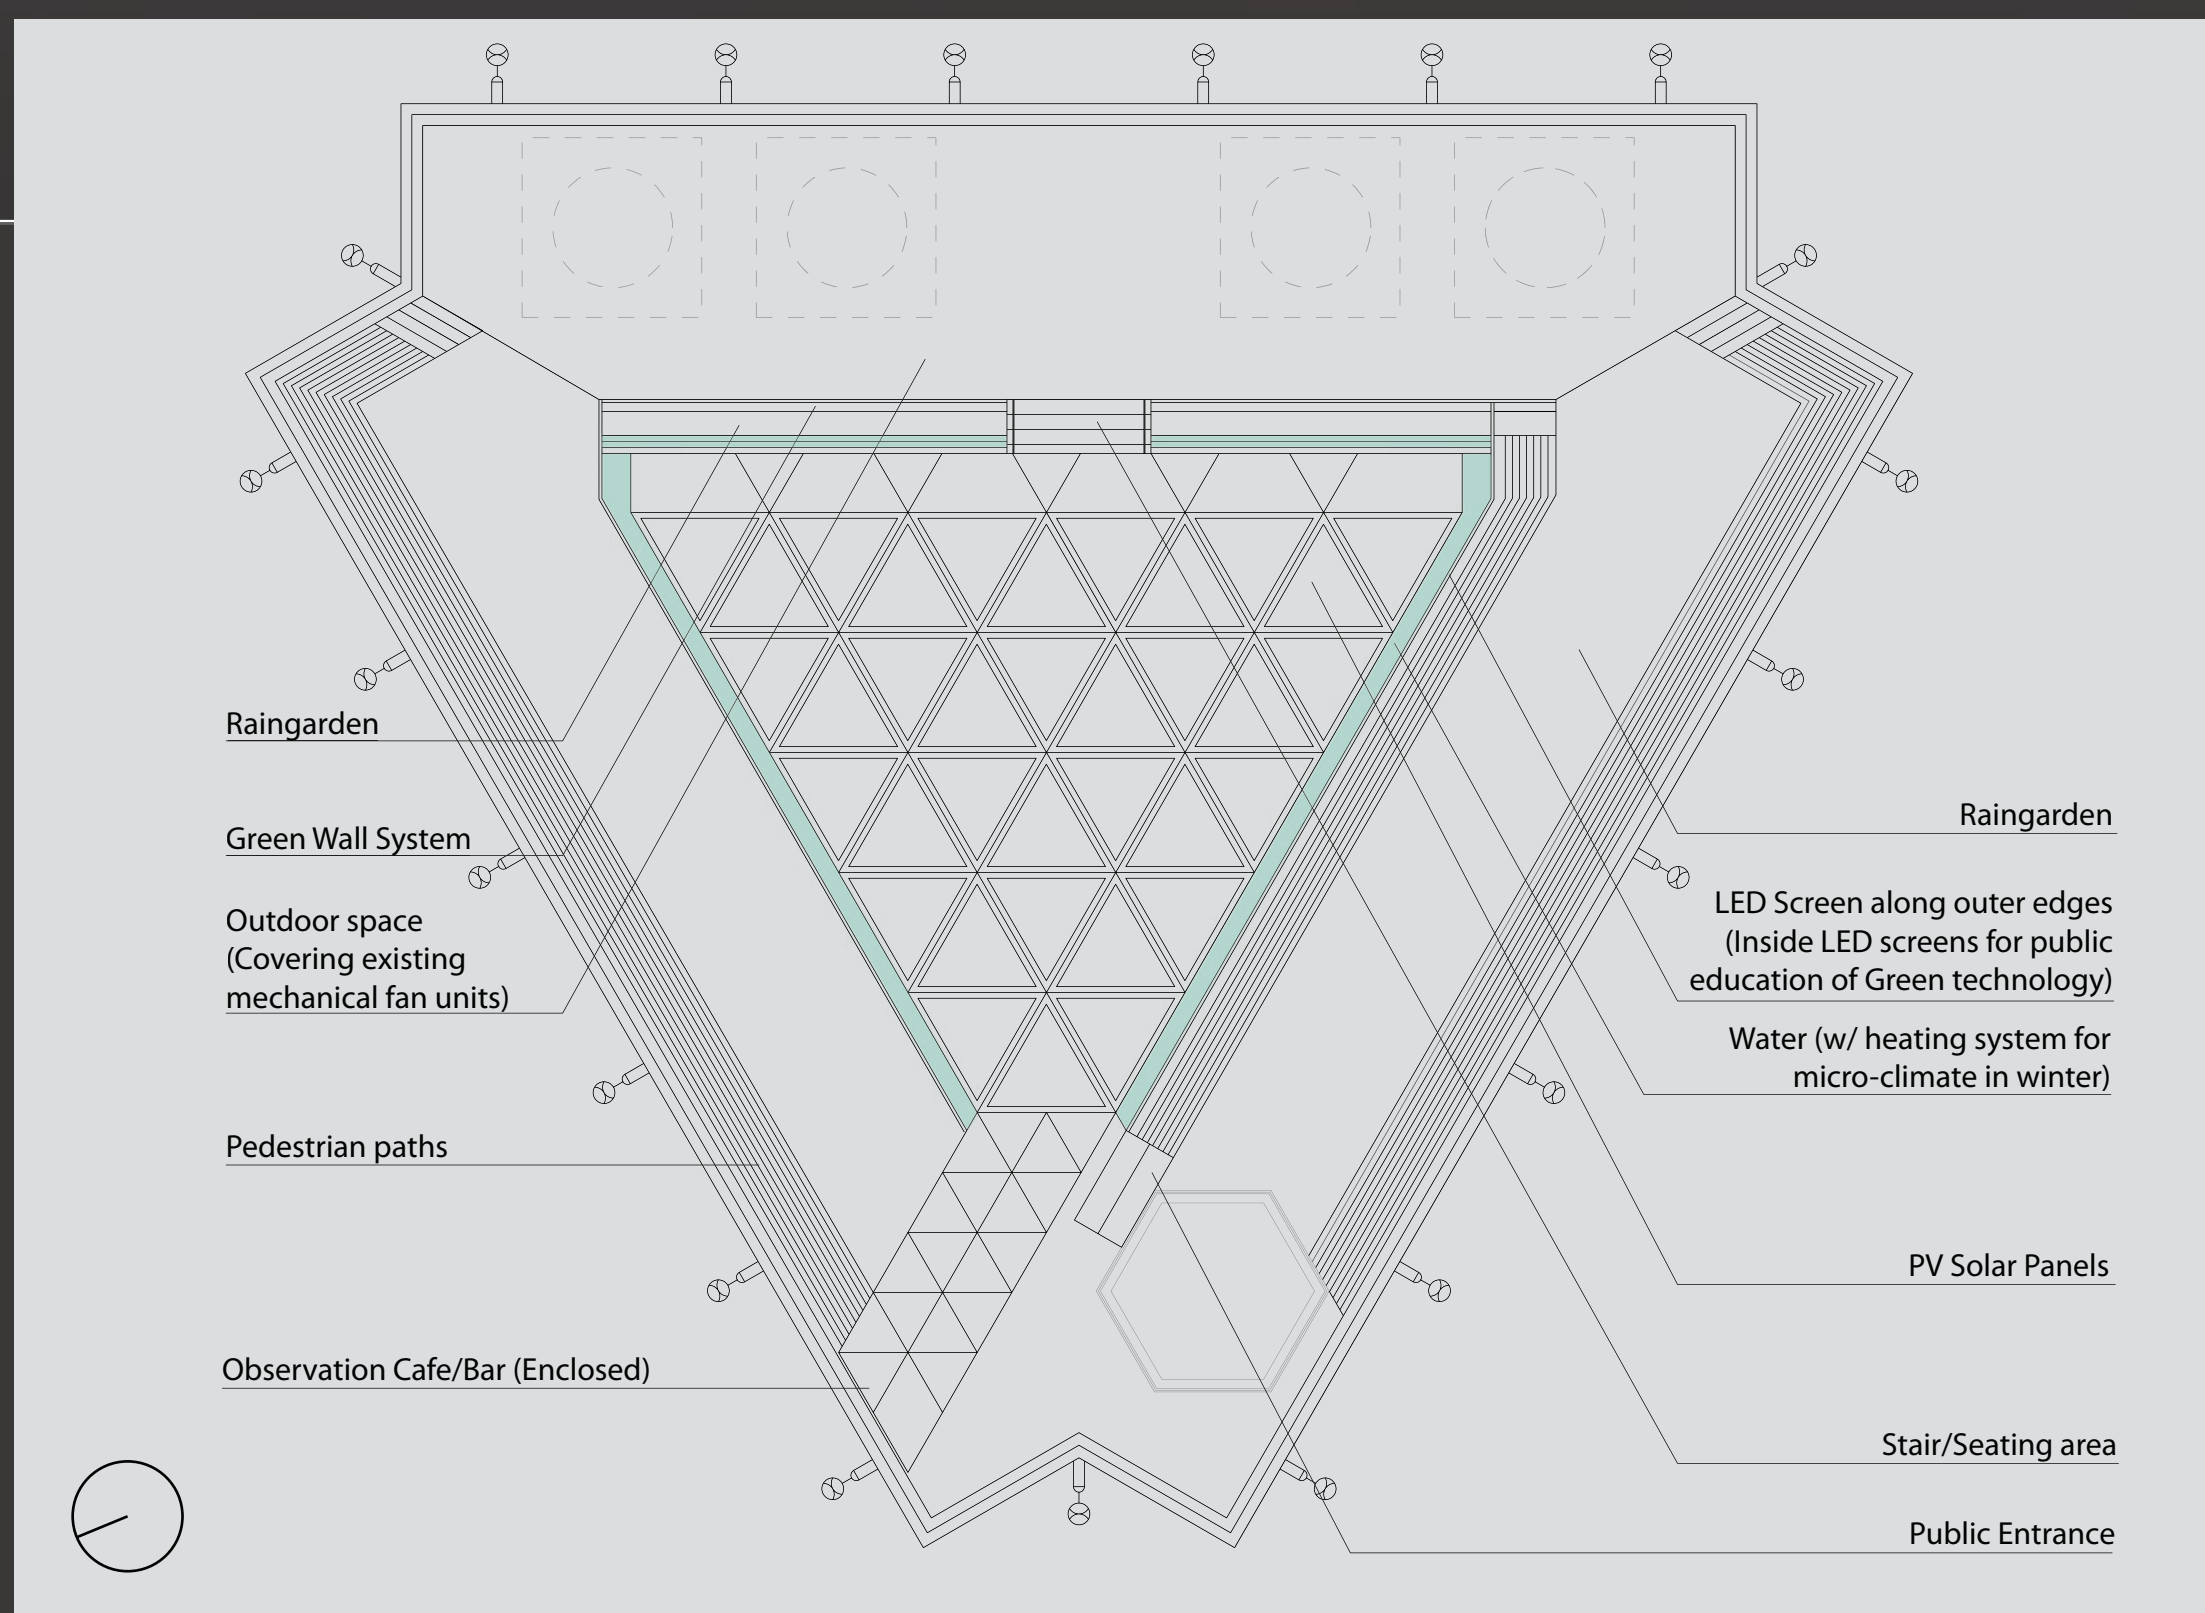 Raingarden
Green Wall System
Outdoor space
(Covering existing
mechanical fan units)
Pedestrian paths
Observation Cafe/Bar (Enclosed)
Raingarden
LED Screen along outer edges
(Inside LED screens for public
education of Green technology)
Water (w/ heating system for
micro-climate in winter)
PV Solar Panels
Stair/Seating area
Public Entrance